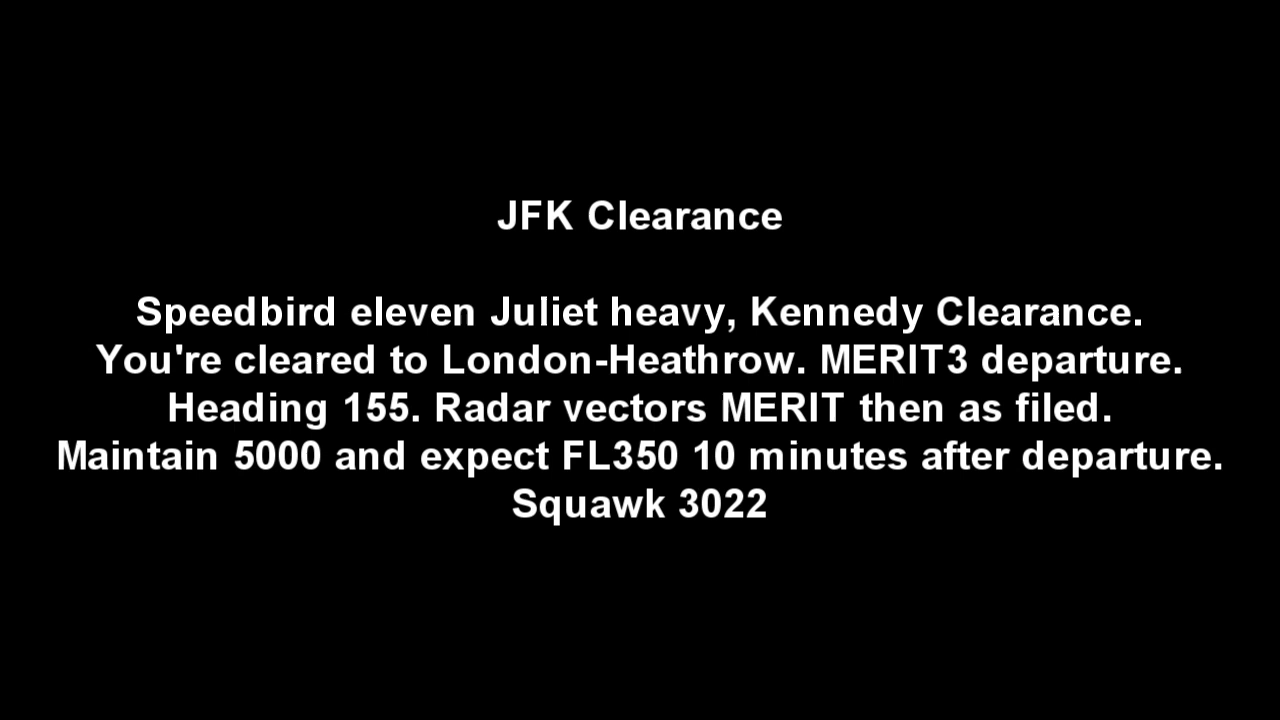 JFK Clearance
Speedbird eleven Juliet heavy, Kennedy Clearance.
You're cleared to London-Heathrow. MERIT3 departure.
Heading 155. Radar vectors MERIT then as filed.
Maintain 5000 and expect FL350 10 minutes after departure.
Squawk 3022